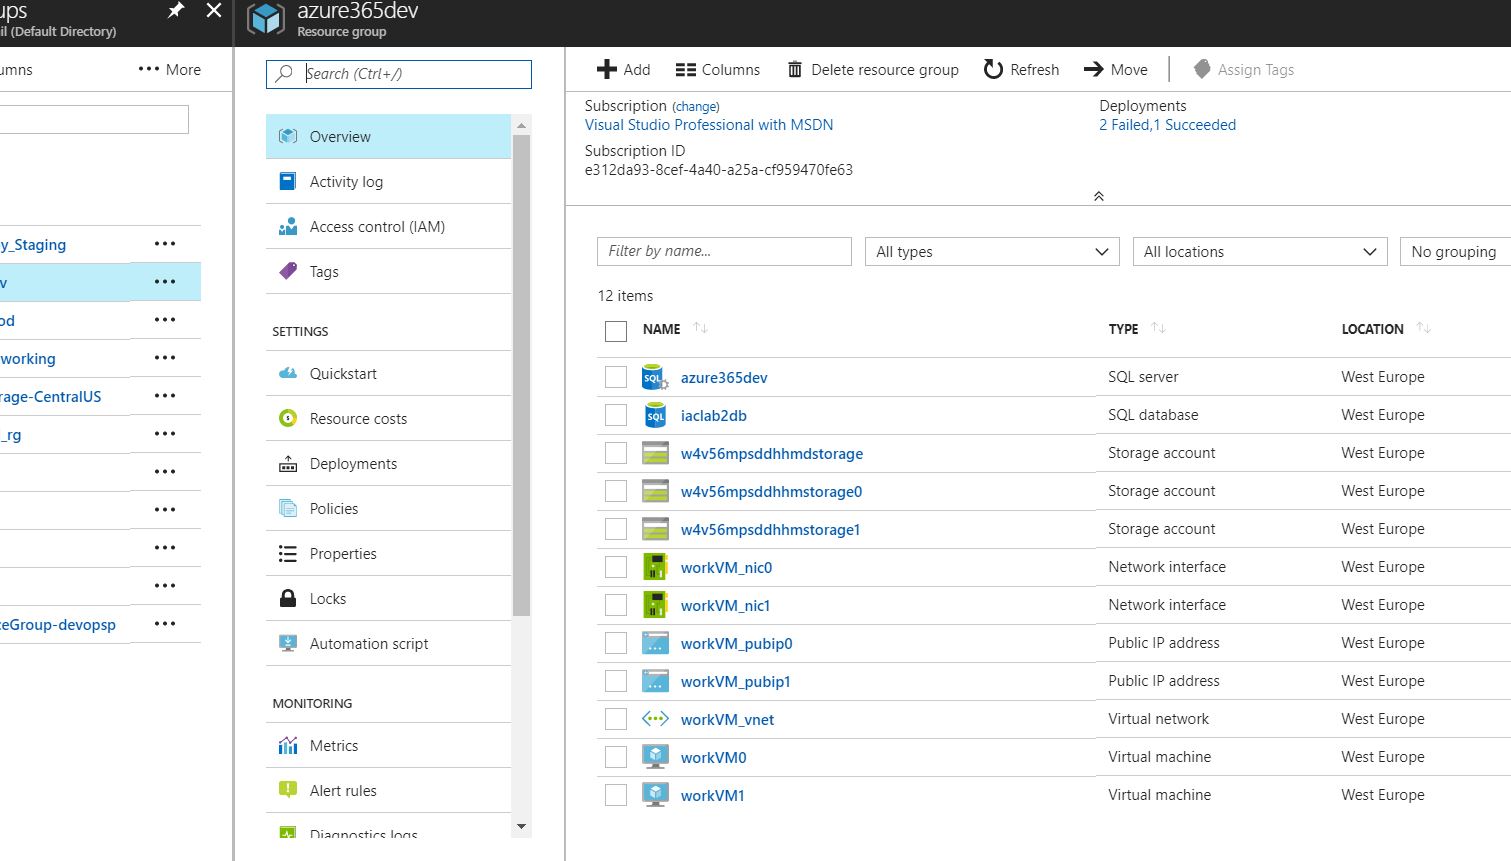 ups
il (Default Directory)
umns
More
y_Staging
v
od
working
rage-CentralUS
_rg
ceGroup-devopsp
azure365dev
Resource group
Search (Ctrl+/)
Overview
Activity log
Access control (IAM)
Tags
SETTINGS
Quickstart
Resource costs
Deployments
Policies
Properties
Locks
Automation script
MONITORING
Metrics
Alert rules
Diagnostics logs
Add Columns Delete resource group Refresh Move Assign Tags
Subscription (change)
Visual Studio Professional with MSDN
Subscription ID
e312da93-8cef-4a40-a25a-cf959470fe63
Deployments
2 Failed,1 Succeeded
Filter by name... All types All locations No grouping
12 items
NAME TYPE LOCATION
azure365dev SQL server West Europe
iaclab2db SQL database West Europe
w4v56mpsddhhmdstorage Storage account West Europe
w4v56mpsddhhmstorage0 Storage account West Europe
w4v56mpsddhhmstorage1 Storage account West Europe
workVM_nic0 Network interface West Europe
workVM_nic1 Network interface West Europe
workVM_pubip0 Public IP address West Europe
workVM_pubip1 Public IP address West Europe
workVM_vnet Virtual network West Europe
workVM0 Virtual machine West Europe
workVM1 Virtual machine West Europe